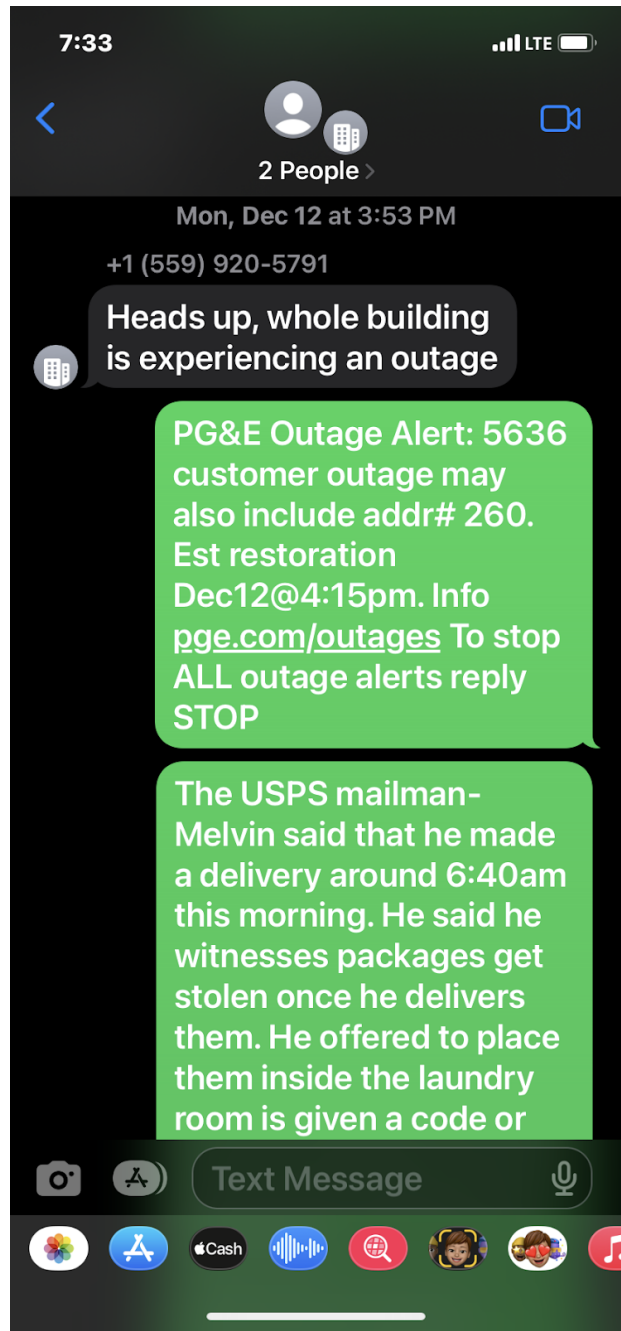 7:33
LTE
2 People >
Mon, Dec 12 at 3:53 PM
+1 (559) 920-5791
Heads up, whole building
is experiencing an outage
PG&E Outage Alert: 5636
customer outage may
also include addr# 260.
Est restoration
Dec12@4:15pm. Info
pge.com/outages To stop
ALL outage alerts reply
STOP
The USPS mailman-
Melvin said that he made
a delivery around 6:40am
this morning. He said he
witnesses packages get
stolen once he delivers
them. He offered to place
them inside the laundry
room is given a code or
Text Message
Cash